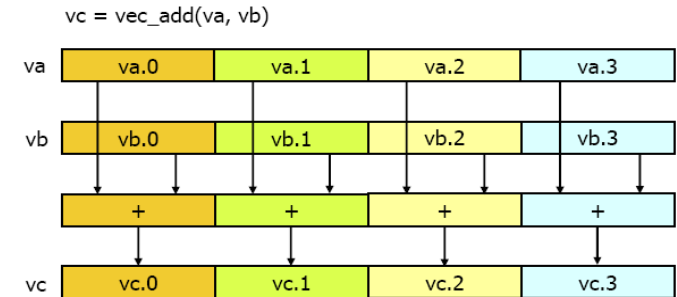 vc = vec_add(va, vb)
va va.0 va.1 va.2 va.3
vb vb.0 vb.1 vb.2 vb.3
+ + + +
vc vc.0 vc.1 vc.2 vc.3